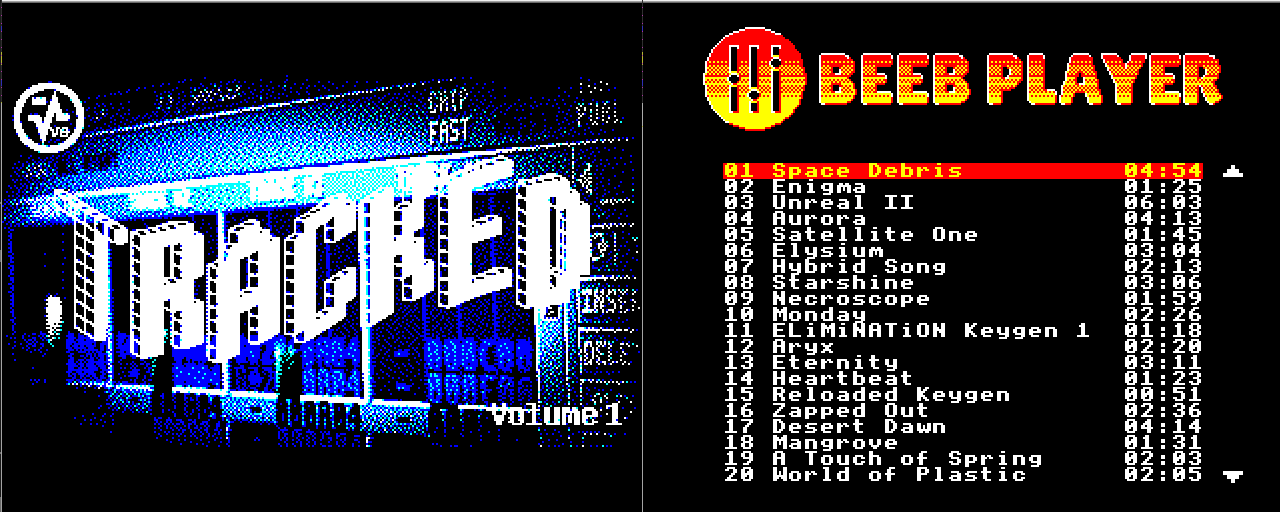 DRIP
FAST
TRACKED
Volume 1
BEEB PLAYER
01 Space Debris 04:54
02 Enigma 01:25
03 Unreal II 06:03
04 Aurora 04:13
05 Satellite One 01:45
06 Elysium 03:04
07 Hybrid Song 02:13
08 Starshine 03:06
09 Necroscope 01:59
10 Monday 02:26
11 ELiMiNATiON Keygen 1 01:18
12 Aryx 02:20
13 Eternity 03:11
14 Heartbeat 01:23
15 Reloaded Keygen 00:51
16 Zapped Out 02:36
17 Desert Dawn 04:14
18 Mangrove 01:31
19 A Touch of Spring 02:03
20 World of Plastic 02:05